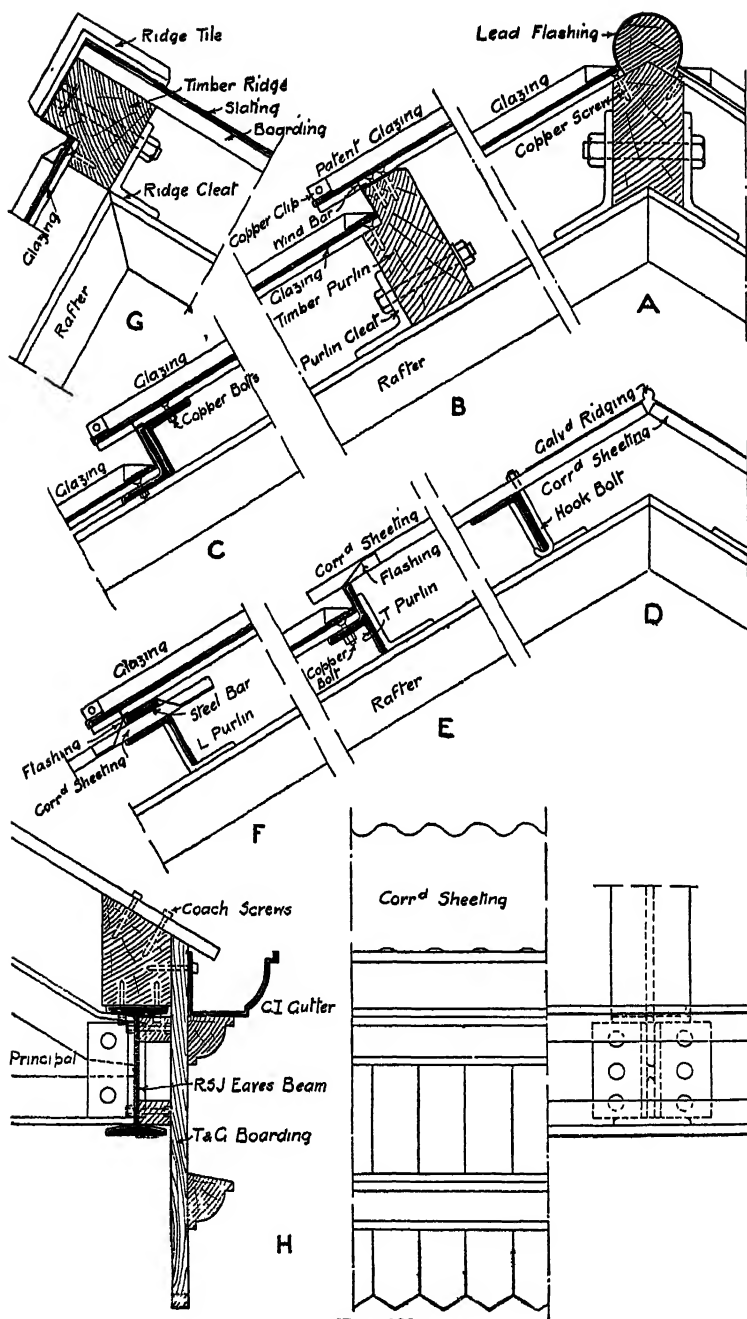 Ridge Tile
Timber Ridge
Slating
Boarding
Ridge Cleat
Glazing
Rafter
G
Lead Flashing
Glazing
Patent Glazing
Copper Screw
Copper Clip
Wind Bar
Glazing
Timber Purlin
Purlin Cleat
Rafter
A
B
Glazing
Copper Bolts
Glazing
C
Galvd Ridging
Corrd Sheeting
Hook Bolt
D
Corrd Sheeting
Flashing
T Purlin
Copper
Bolt
Rafter
E
Glazing
Steel Bar
L Purlin
Flashing
Corrd Sheeting
F
Coach Screws
C I Gutter
Principal
RSJ Eaves Beam
T&G Boarding
H
Corrd Sheeting